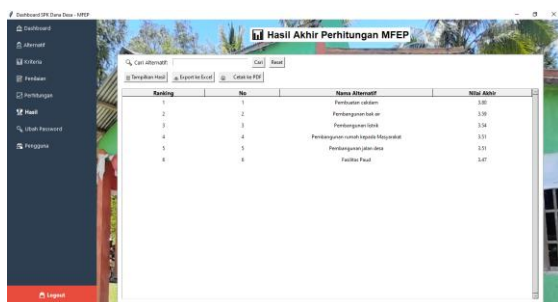 Dashboard SPK Dana Desa - MFEP
Dashboard
Alternatif
Kriteria
Penilaian
Perhitungan
Hasil
Ubah Password
Pengguna
Logout
Hasil Akhir Perhitungan MFEP
Cari Alternatif: Cari Reset
Tampilkan Hasil Export ke Excel Cetak ke PDF
Ranking No Nama Alternatif Nilai Akhir
1 1 Pembuatan cekdam 3.80
2 2 Pembangunan bak air 3.59
3 3 Pembangunan listrik 3.54
4 4 Pembangunan rumah kepada Masyarakat 3.51
5 5 Pembangunan jalan desa 3.51
6 6 Fasilitas Paud 3.47